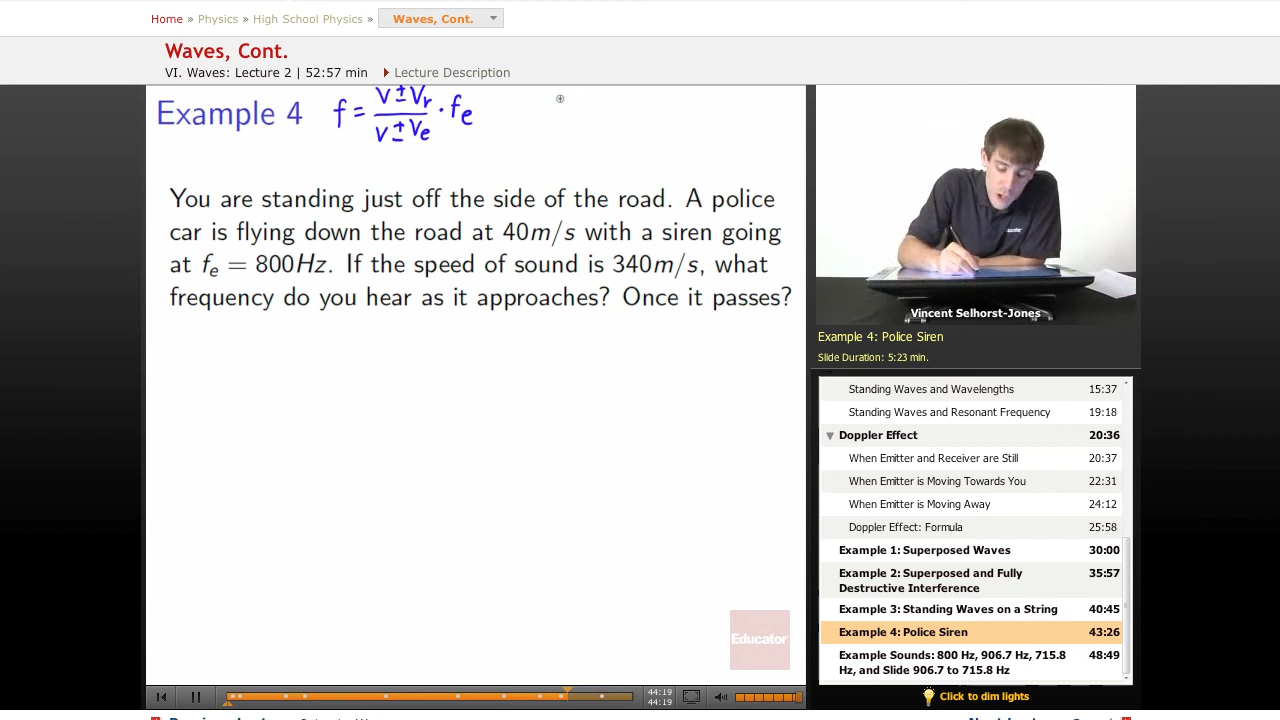 Home » Physics » High School Physics » Waves, Cont.
Waves, Cont.
VI. Waves: Lecture 2 | 52:57 min Lecture Description
Example 4 f = v ± vr / v ± ve · fe
You are standing just off the side of the road. A police
car is flying down the road at 40m/s with a siren going
at fe = 800Hz. If the speed of sound is 340m/s, what
frequency do you hear as it approaches? Once it passes?
Educator
44:19
44:19
Educator
Vincent Selhorst-Jones
Example 4: Police Siren
Slide Duration: 5:23 min.
Standing Waves and Wavelengths 15:37
Standing Waves and Resonant Frequency 19:18
Doppler Effect 20:36
When Emitter and Receiver are Still 20:37
When Emitter is Moving Towards You 22:31
When Emitter is Moving Away 24:12
Doppler Effect: Formula 25:58
Example 1: Superposed Waves 30:00
Example 2: Superposed and Fully 35:57
Destructive Interference
Example 3: Standing Waves on a String 40:45
Example 4: Police Siren 43:26
Example Sounds: 800 Hz, 906.7 Hz, 715.8 48:49
Hz, and Slide 906.7 to 715.8 Hz
Click to dim lights